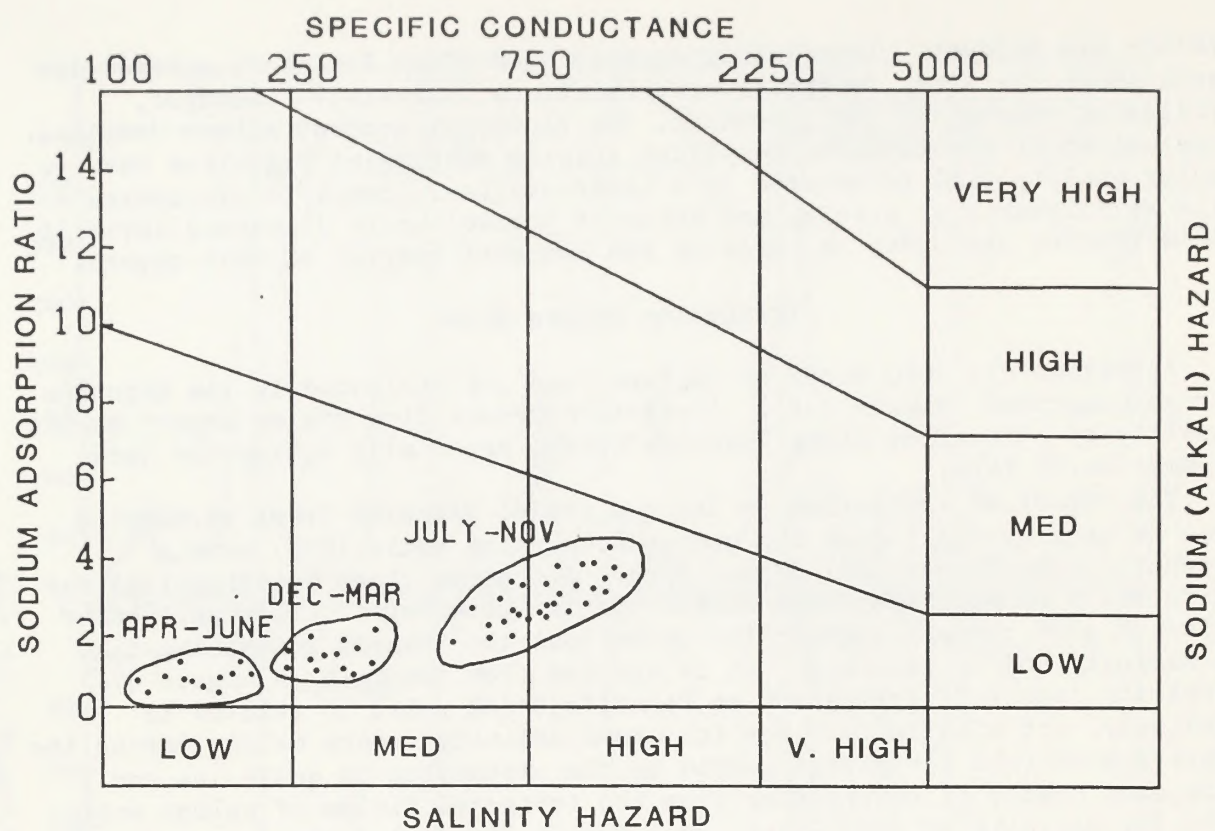 SPECIFIC CONDUCTANCE
100 250 750 2250 5000
SODIUM ADSORPTION RATIO
14
12
10
8
6
4
2
0
VERY HIGH
HIGH
MED
LOW
SODIUM (ALKALI) HAZARD
JULY-NOV
DEC-MAR
APR-JUNE
LOW MED HIGH V. HIGH
SALINITY HAZARD